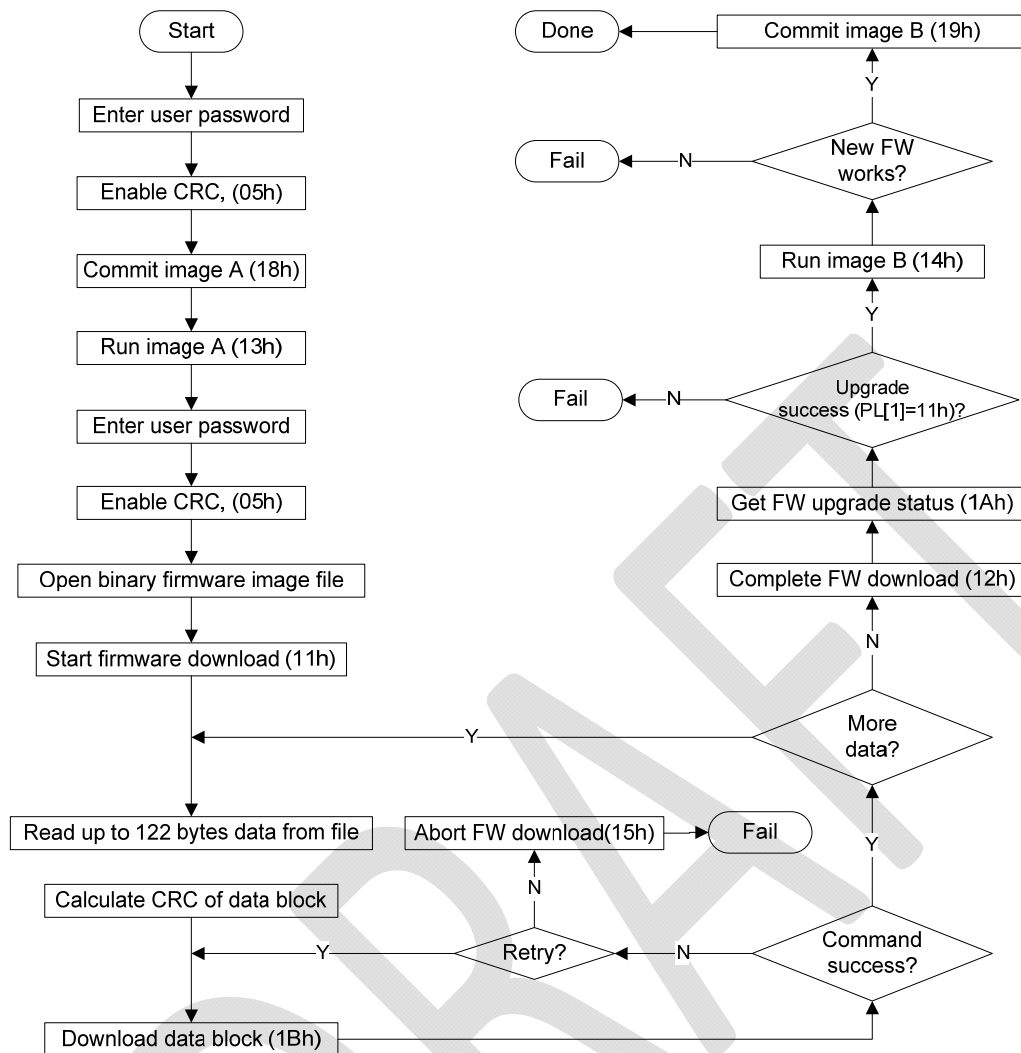 Start
Enter user password
Enable CRC, (05h)
Commit image A (18h)
Run image A (13h)
Enter user password
Enable CRC, (05h)
Open binary firmware image file
Start firmware download (11h)
Read up to 122 bytes data from file
Calculate CRC of data block
Download data block (1Bh)
Command
success?
N
Retry?
Y
N
Abort FW download(15h)
Fail
Y
More
data?
Y
N
Complete FW download (12h)
Get FW upgrade status (1Ah)
Upgrade
success (PL[1]=11h)?
N
Fail
Y
Run image B (14h)
New FW
works?
N
Fail
Y
Commit image B (19h)
Done
DRAFT